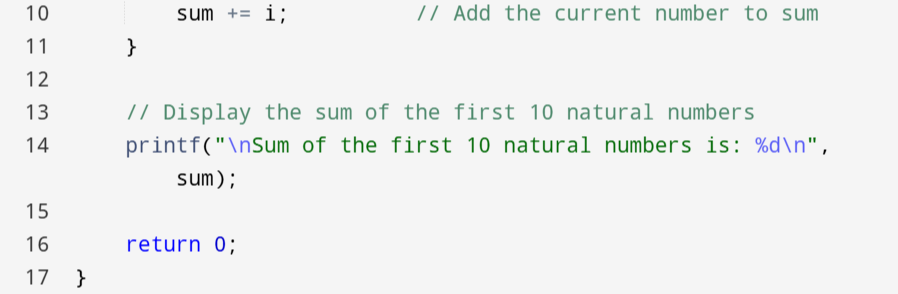 10 sum += i; // Add the current number to sum
11 }
12
13 // Display the sum of the first 10 natural numbers
14 printf("\nSum of the first 10 natural numbers is: %d\n",
sum);
15
16 return 0;
17 }